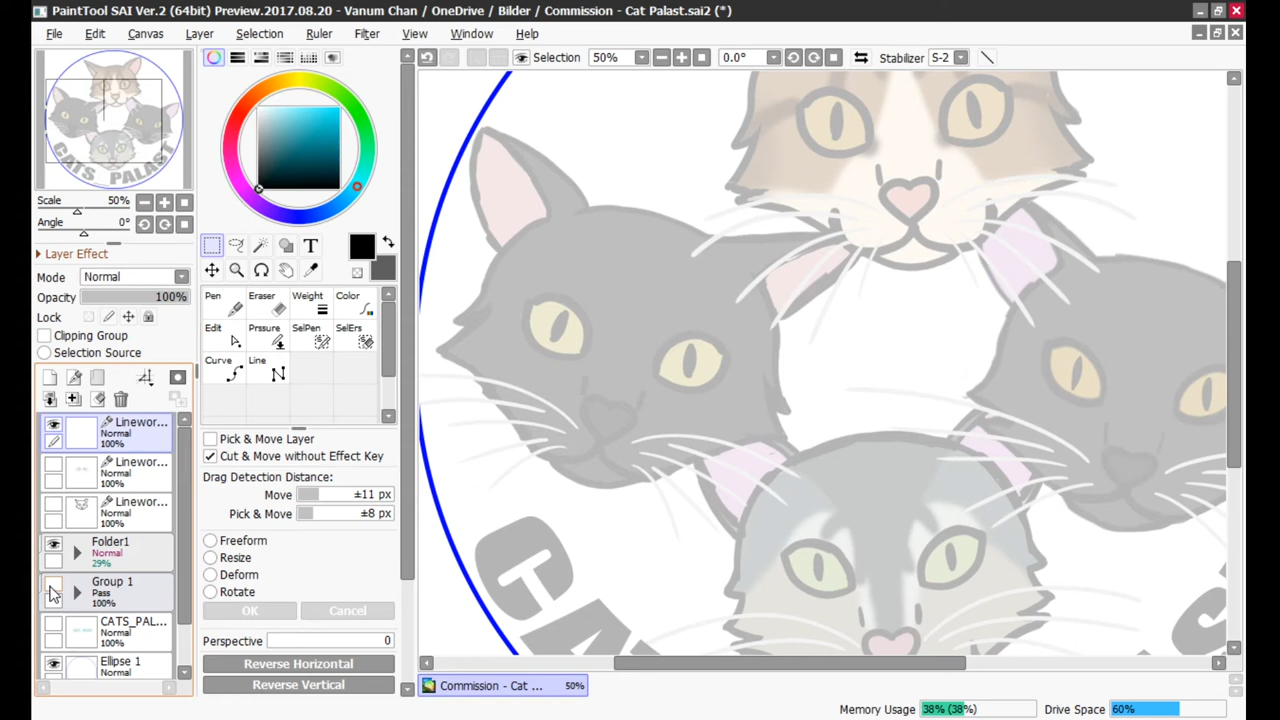 PaintTool SAI Ver.2 (64bit) Preview.2017.08.20 - Vanum Chan / OneDrive / Bilder / Commission - Cat Palast.sai2 (*)
File Edit Canvas Layer Selection Ruler Filter View Window Help
Selection 50% 0.0° Stabilizer S-2
CATS PALAST
Scale 50%
Angle 0°
Layer Effect
Mode Normal
Opacity 100%
Lock
Clipping Group
Selection Source
Linewor...
Normal
100%
Linewor...
Normal
100%
Linewor...
Normal
100%
Folder1
Normal
29%
Group 1
Pass
100%
CATS_PAL...
Normal
100%
Ellipse 1
Normal
T
Pen Eraser Weight Color
Edit Prssure SelPen SelErs
Curve Line
Pick & Move Layer
Cut & Move without Effect Key
Drag Detection Distance:
Move ±11 px
Pick & Move ±8 px
Freeform
Resize
Deform
Rotate
OK Cancel
Perspective 0
Reverse Horizontal
Reverse Vertical
CA
Commission - Cat ... 50%
Memory Usage 38% (38%) Drive Space 60%